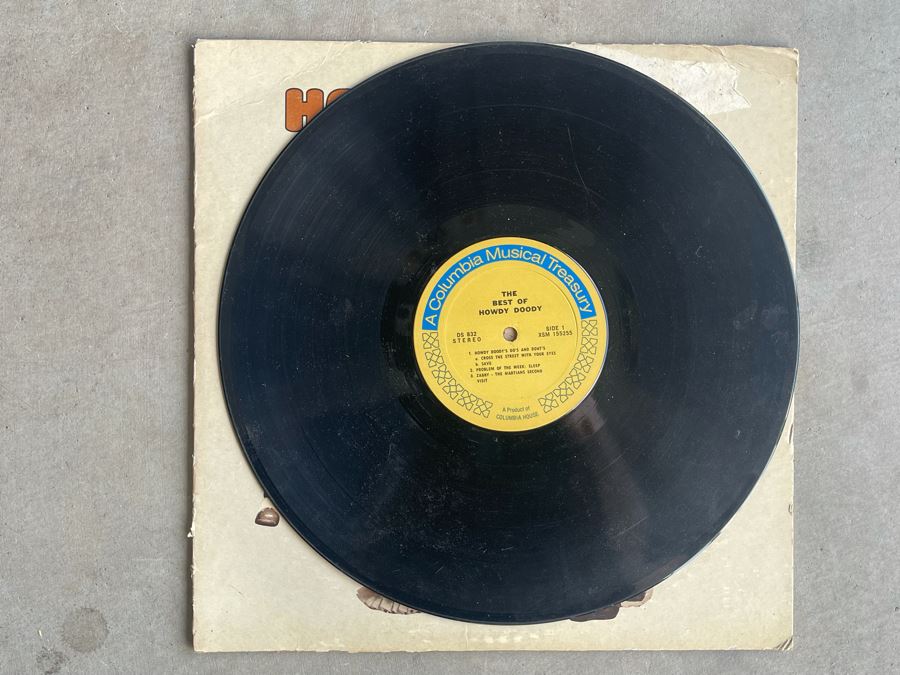 HO
A Columbia Musical Treasury
THE
BEST OF
HOWDY DOODY
DS 832
STEREO
SIDE 1
XSM 155255
1. HOWDY DOODY'S DO'S AND DONT'S
a. CROSS THE STREET WITH YOUR EYES
b. SAVE
2. PROBLEM OF THE WEEK: SLEEP
3. ZABBY - THE MARTIANS SECOND
VISIT
A Product of
COLUMBIA HOUSE